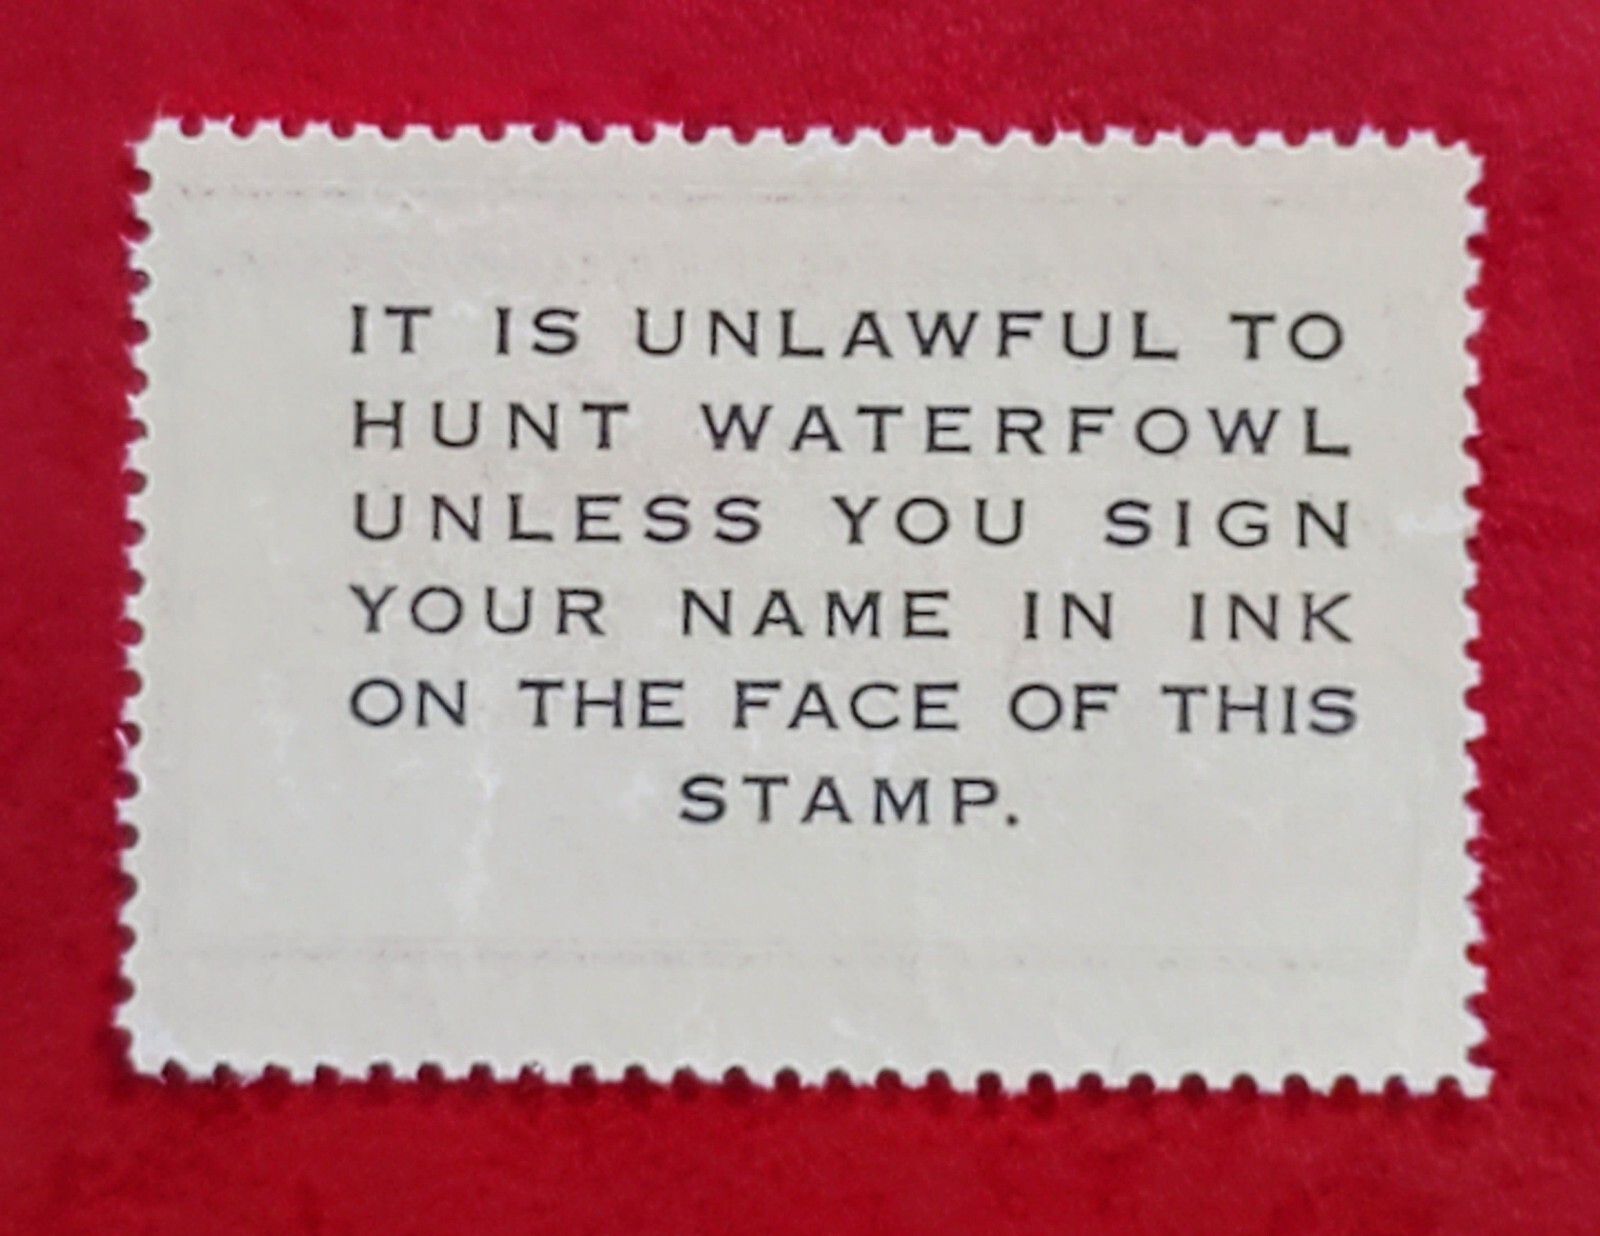 IT IS UNLAWFUL TO
HUNT WATERFOWL
UNLESS YOU SIGN
YOUR NAME IN INK
ON THE FACE OF THIS
STAMP.